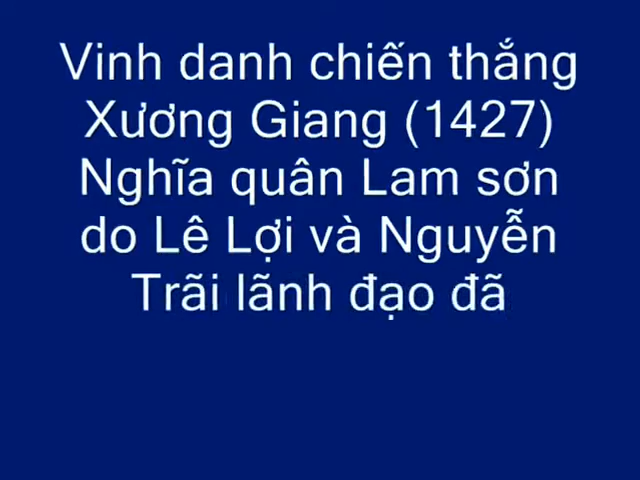 Vinh danh chiến thắng
Xương Giang (1427)
Nghĩa quân Lam sơn
do Lê Lợi và Nguyễn
Trãi lãnh đạo đã